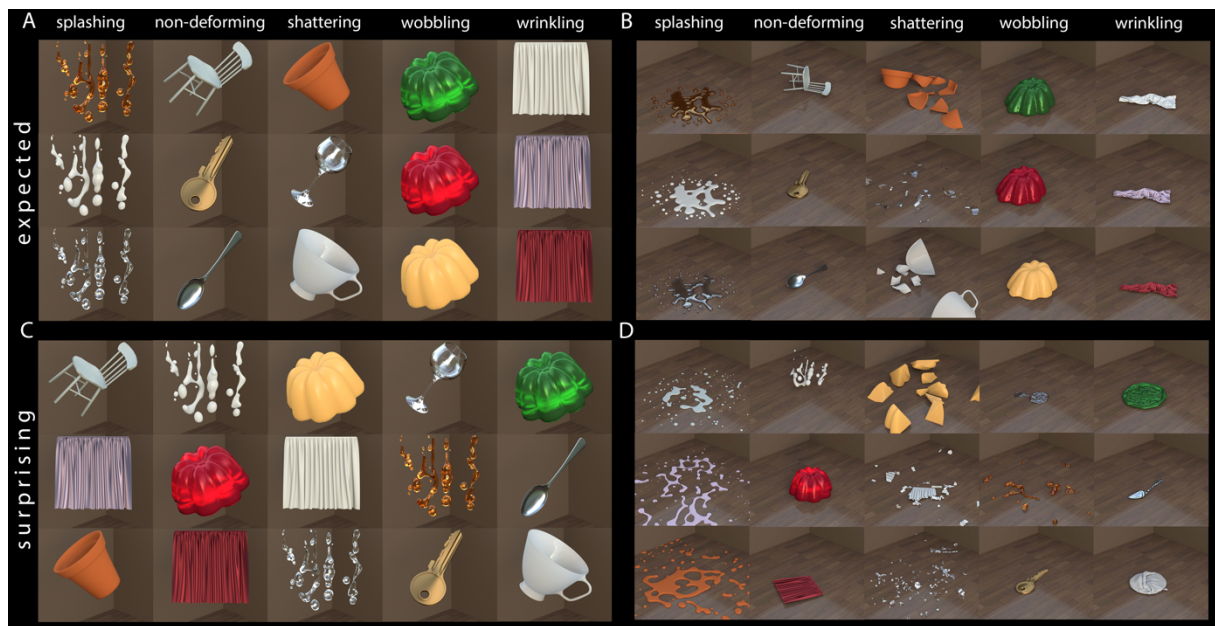 A
splashing non-deforming shattering wobbling wrinkling
B
splashing non-deforming shattering wobbling wrinkling
expected
C
D
surprising